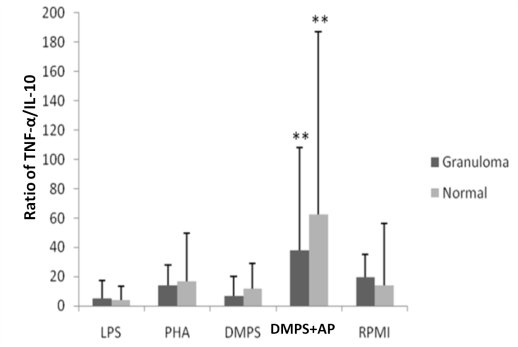 Ratio of TNF-α/IL-10
200
180
160
140
120
100
80
60
40
20
0
**
**
LPS
PHA
DMPS
DMPS+AP
RPMI
Granuloma
Normal